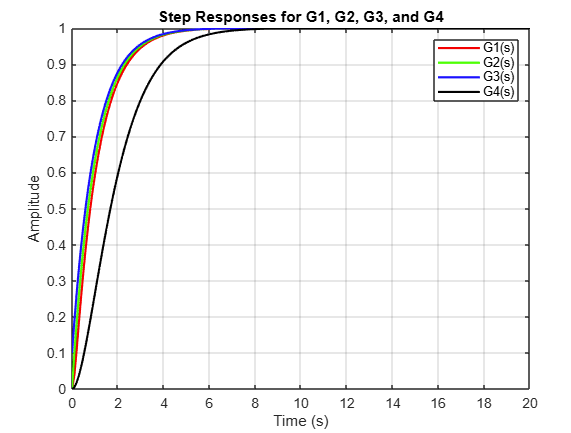 Step Responses for G1, G2, G3, and G4
G1(s)
G2(s)
G3(s)
G4(s)
1
0.9
0.8
0.7
0.6
0.5
0.4
0.3
0.2
0.1
0
Amplitude
0 2 4 6 8 10 12 14 16 18 20
Time (s)